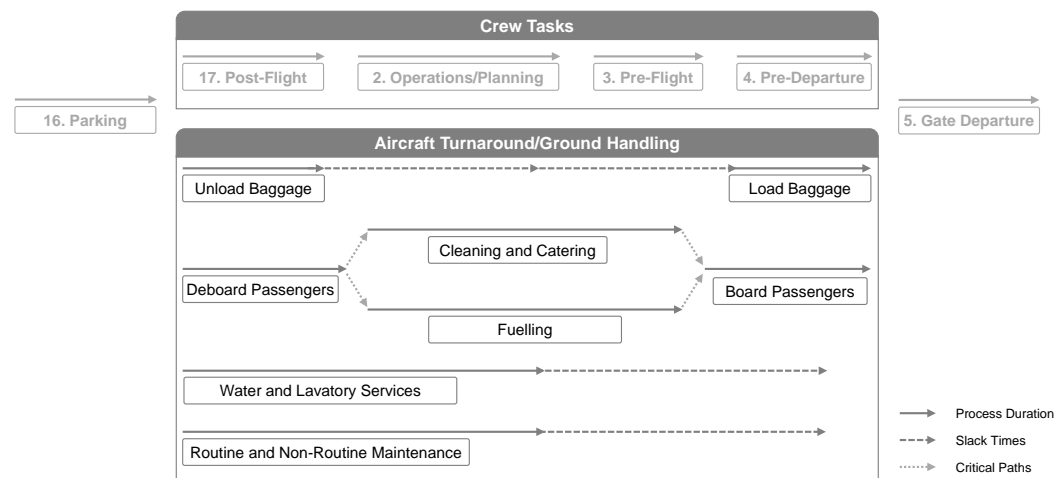 Crew Tasks
17. Post-Flight
2. Operations/Planning
3. Pre-Flight
4. Pre-Departure
16. Parking
5. Gate Departure
Aircraft Turnaround/Ground Handling
Unload Baggage
Load Baggage
Cleaning and Catering
Deboard Passengers
Board Passengers
Fuelling
Water and Lavatory Services
Routine and Non-Routine Maintenance
Process Duration
Slack Times
Critical Paths